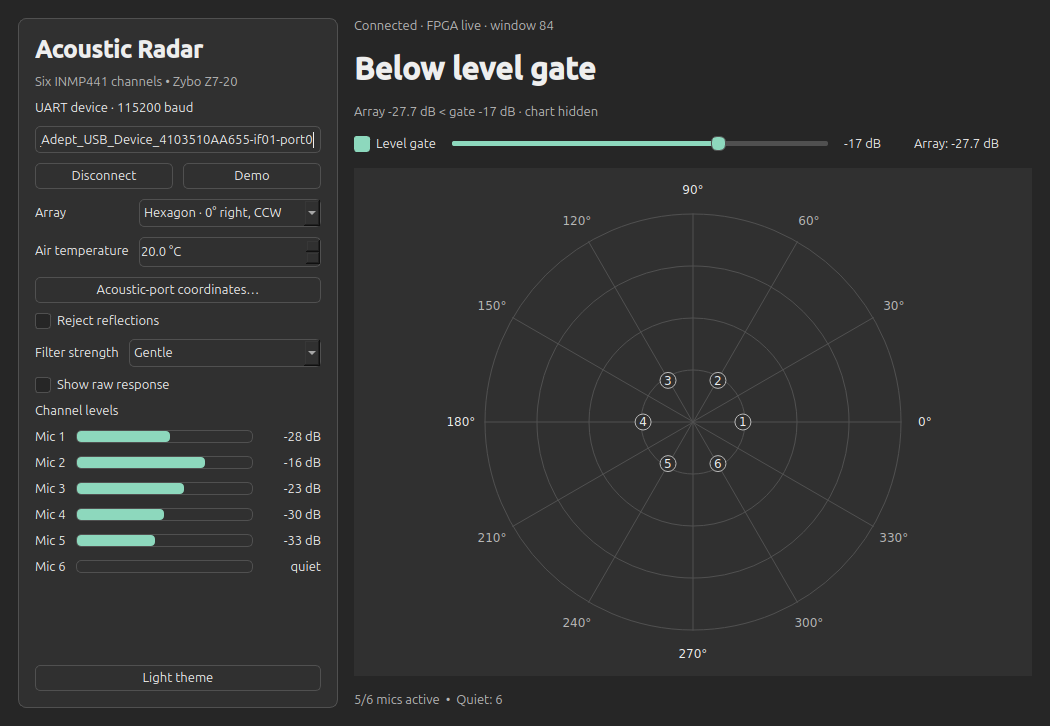 Acoustic Radar
Six INMP441 channels • Zybo Z7-20
UART device · 115200 baud
Adept_USB_Device_4103510AA655-if01-port0
Disconnect
Demo
Array
Hexagon · 0° right, CCW
Air temperature
20.0 °C
Acoustic-port coordinates…
Reject reflections
Filter strength
Gentle
Show raw response
Channel levels
Mic 1 -28 dB
Mic 2 -16 dB
Mic 3 -23 dB
Mic 4 -30 dB
Mic 5 -33 dB
Mic 6 quiet
Light theme
Connected · FPGA live · window 84
Below level gate
Array -27.7 dB < gate -17 dB · chart hidden
Level gate
-17 dB
Array: -27.7 dB
90°
120°
60°
150°
30°
3
2
180°
4
1
0°
5
6
210°
330°
240°
300°
270°
5/6 mics active • Quiet: 6